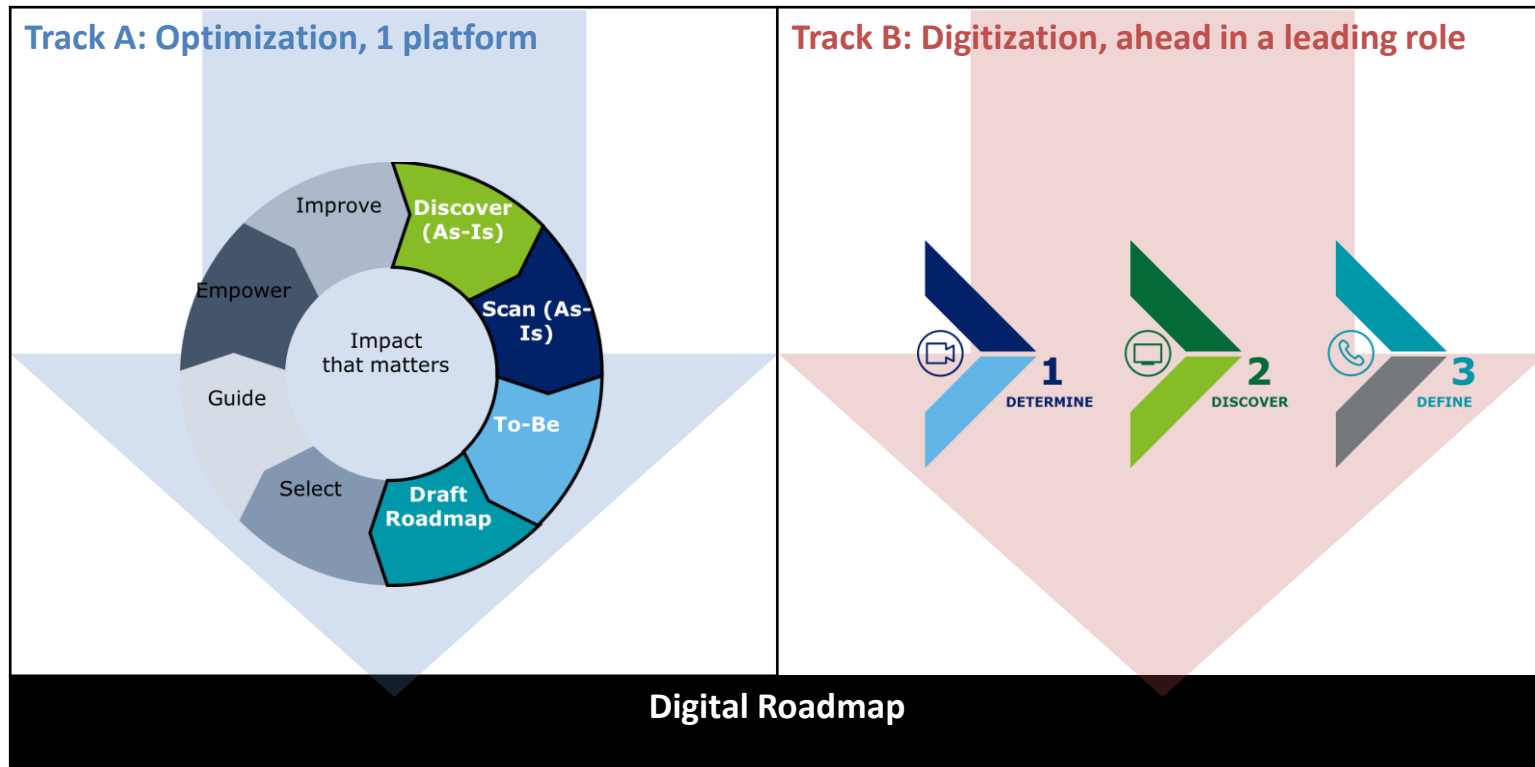 Track A: Optimization, 1 platform
Improve
Discover
(As-Is)
Empower
Scan (As-
Is)
Impact
that matters
Guide
To-Be
Select
Draft
Roadmap
Track B: Digitization, ahead in a leading role
1
DETERMINE
2
DISCOVER
3
DEFINE
Digital Roadmap